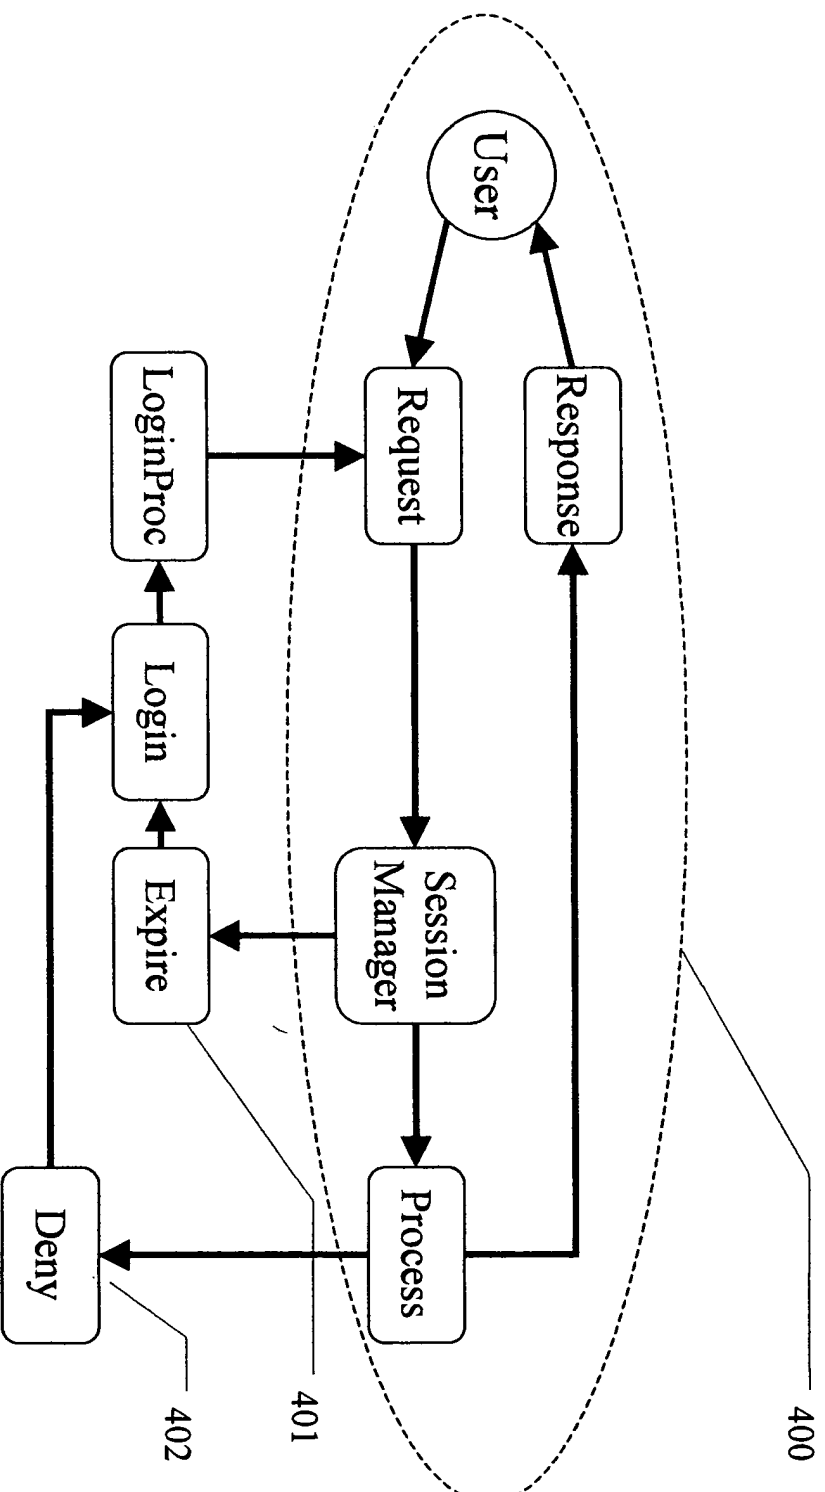 400
Response
User
Request
Session
Manager
Process
401
LoginProc
Login
Expire
402
Deny